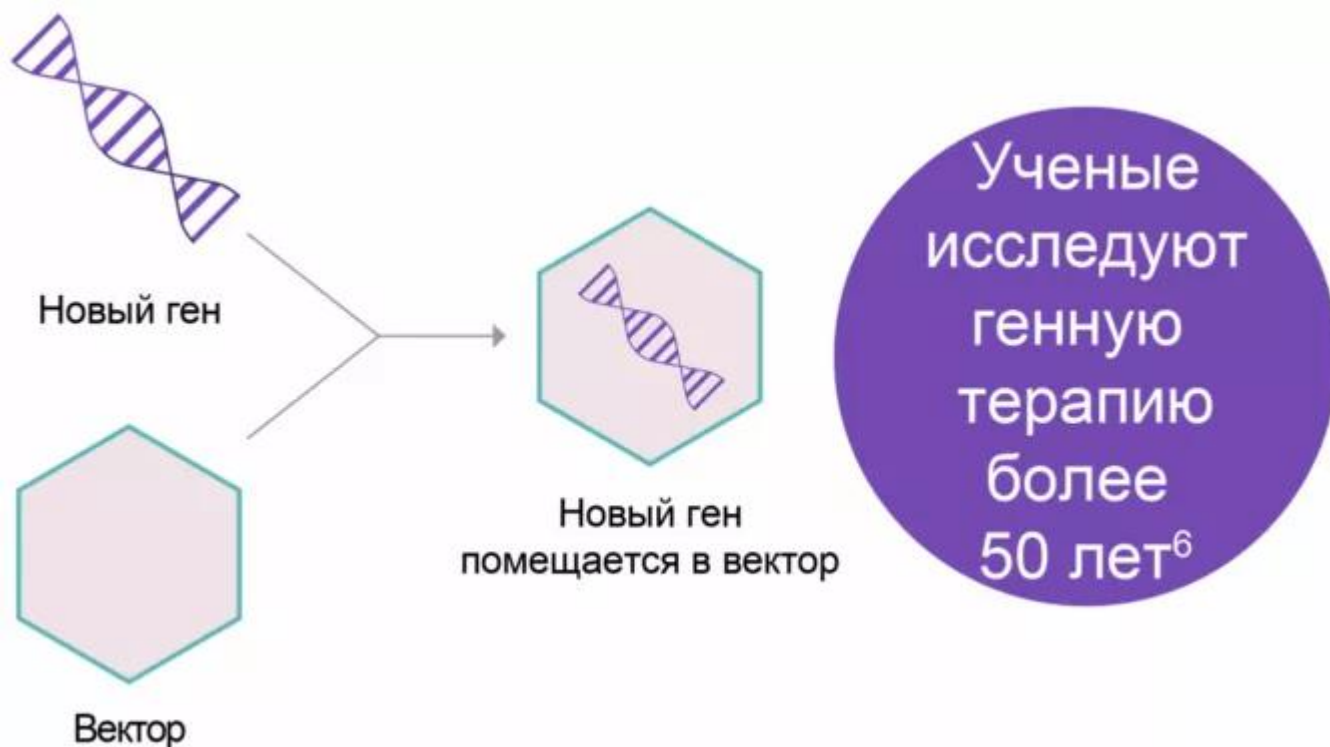 Новый ген
Вектор
Новый ген
помещается в вектор
Ученые
исследуют
генную
терапию
более
50 лет⁶